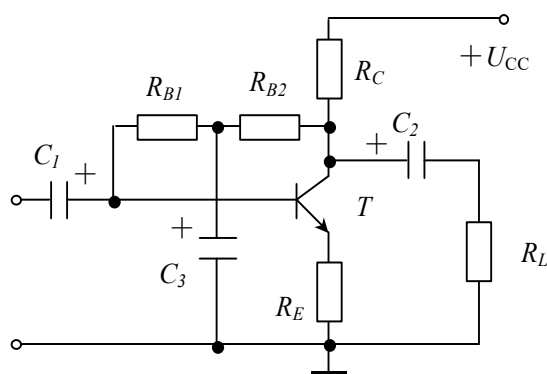 + U_CC
R_C
R_B1
R_B2
C_2
+
C_1
+
T
+
C_3
R_L
R_E